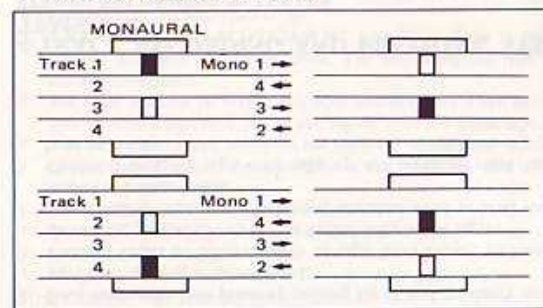 MONAURAL
Track 1 Mono 1 →
2 4 ←
3 3 →
4 2 ←
Track 1 Mono 1 →
2 4 ←
3 3 →
4 2 ←